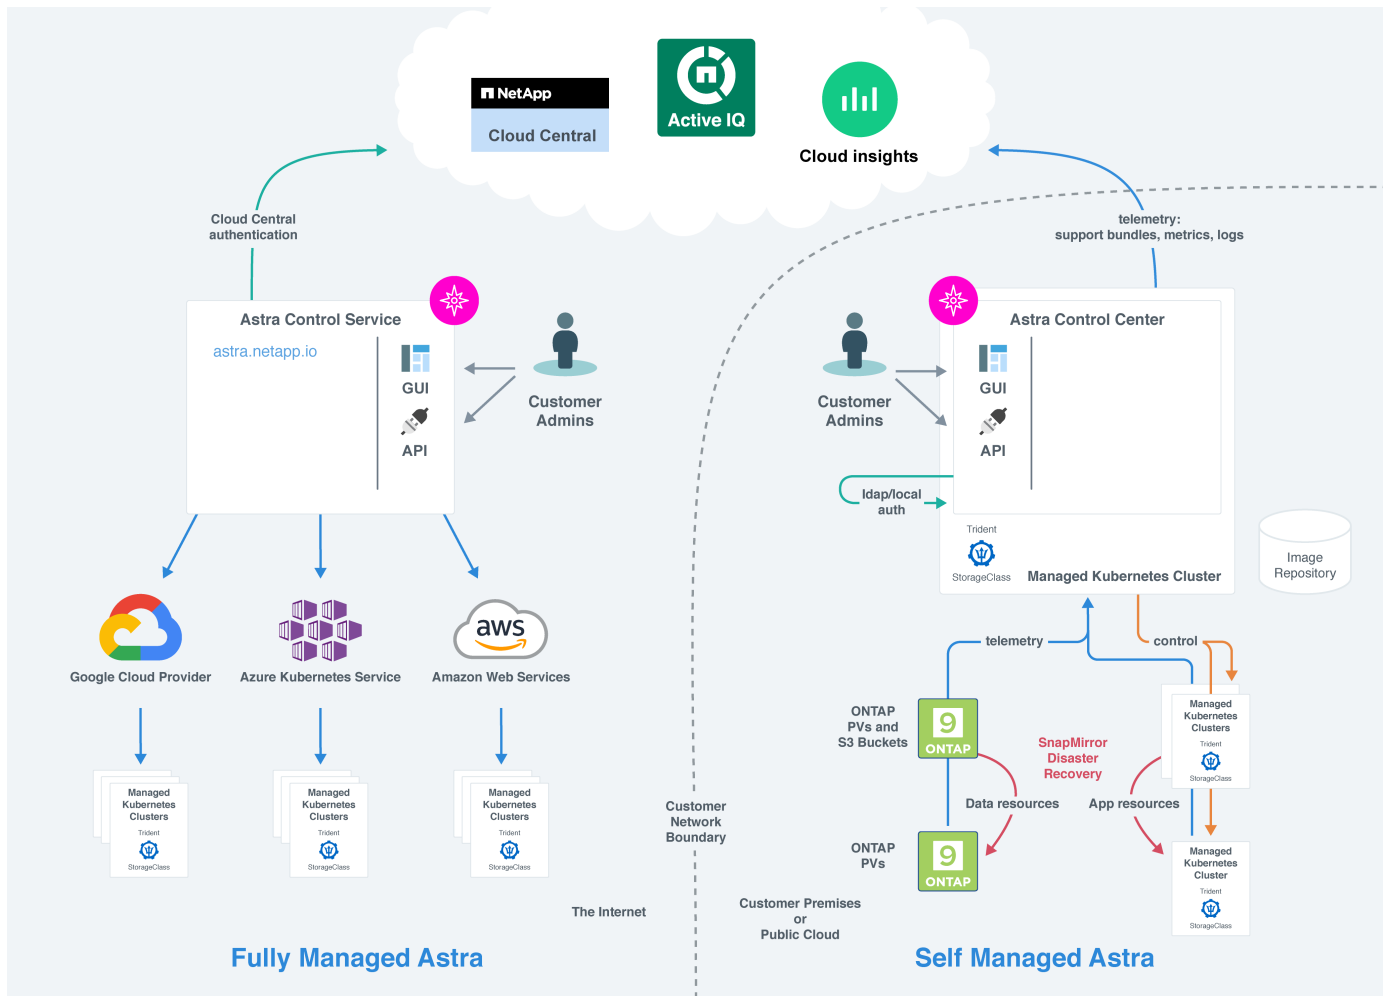 NetApp
Cloud Central
Active IQ
Cloud insights
Cloud Central
authentication
telemetry:
support bundles, metrics, logs
Astra Control Service
astra.netapp.io
GUI
API
Customer
Admins
Customer
Admins
Astra Control Center
GUI
API
ldap/local
auth
Trident
StorageClass
Managed Kubernetes Cluster
Image
Repository
aws
Google Cloud Provider
Azure Kubernetes Service
Amazon Web Services
Managed
Kubernetes
Clusters
Trident
StorageClass
Managed
Kubernetes
Clusters
Trident
StorageClass
Managed
Kubernetes
Clusters
Trident
StorageClass
telemetry
control
ONTAP
PVs and
S3 Buckets
9
ONTAP
SnapMirror
Disaster
Recovery
Managed
Kubernetes
Clusters
Trident
StorageClass
Data resources
App resources
Customer
Network
Boundary
ONTAP
PVs
9
ONTAP
Managed
Kubernetes
Cluster
Trident
StorageClass
The Internet
Customer Premises
or
Public Cloud
Fully Managed Astra
Self Managed Astra